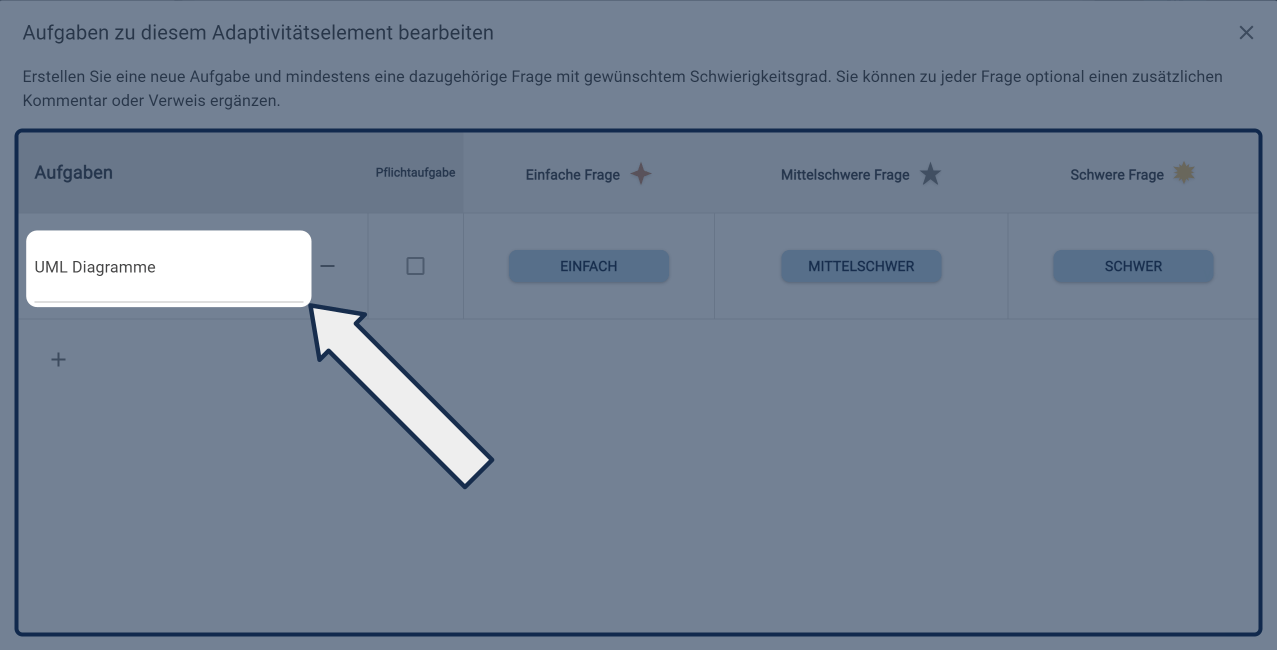 Aufgaben zu diesem Adaptivitätselement bearbeiten
Erstellen Sie eine neue Aufgabe und mindestens eine dazugehörige Frage mit gewünschtem Schwierigkeitsgrad. Sie können zu jeder Frage optional einen zusätzlichen
Kommentar oder Verweis ergänzen.
Aufgaben Pflichtaufgabe Einfache Frage Mittelschwere Frage Schwere Frage
UML Diagramme EINFACH MITTELSCHWER SCHWER